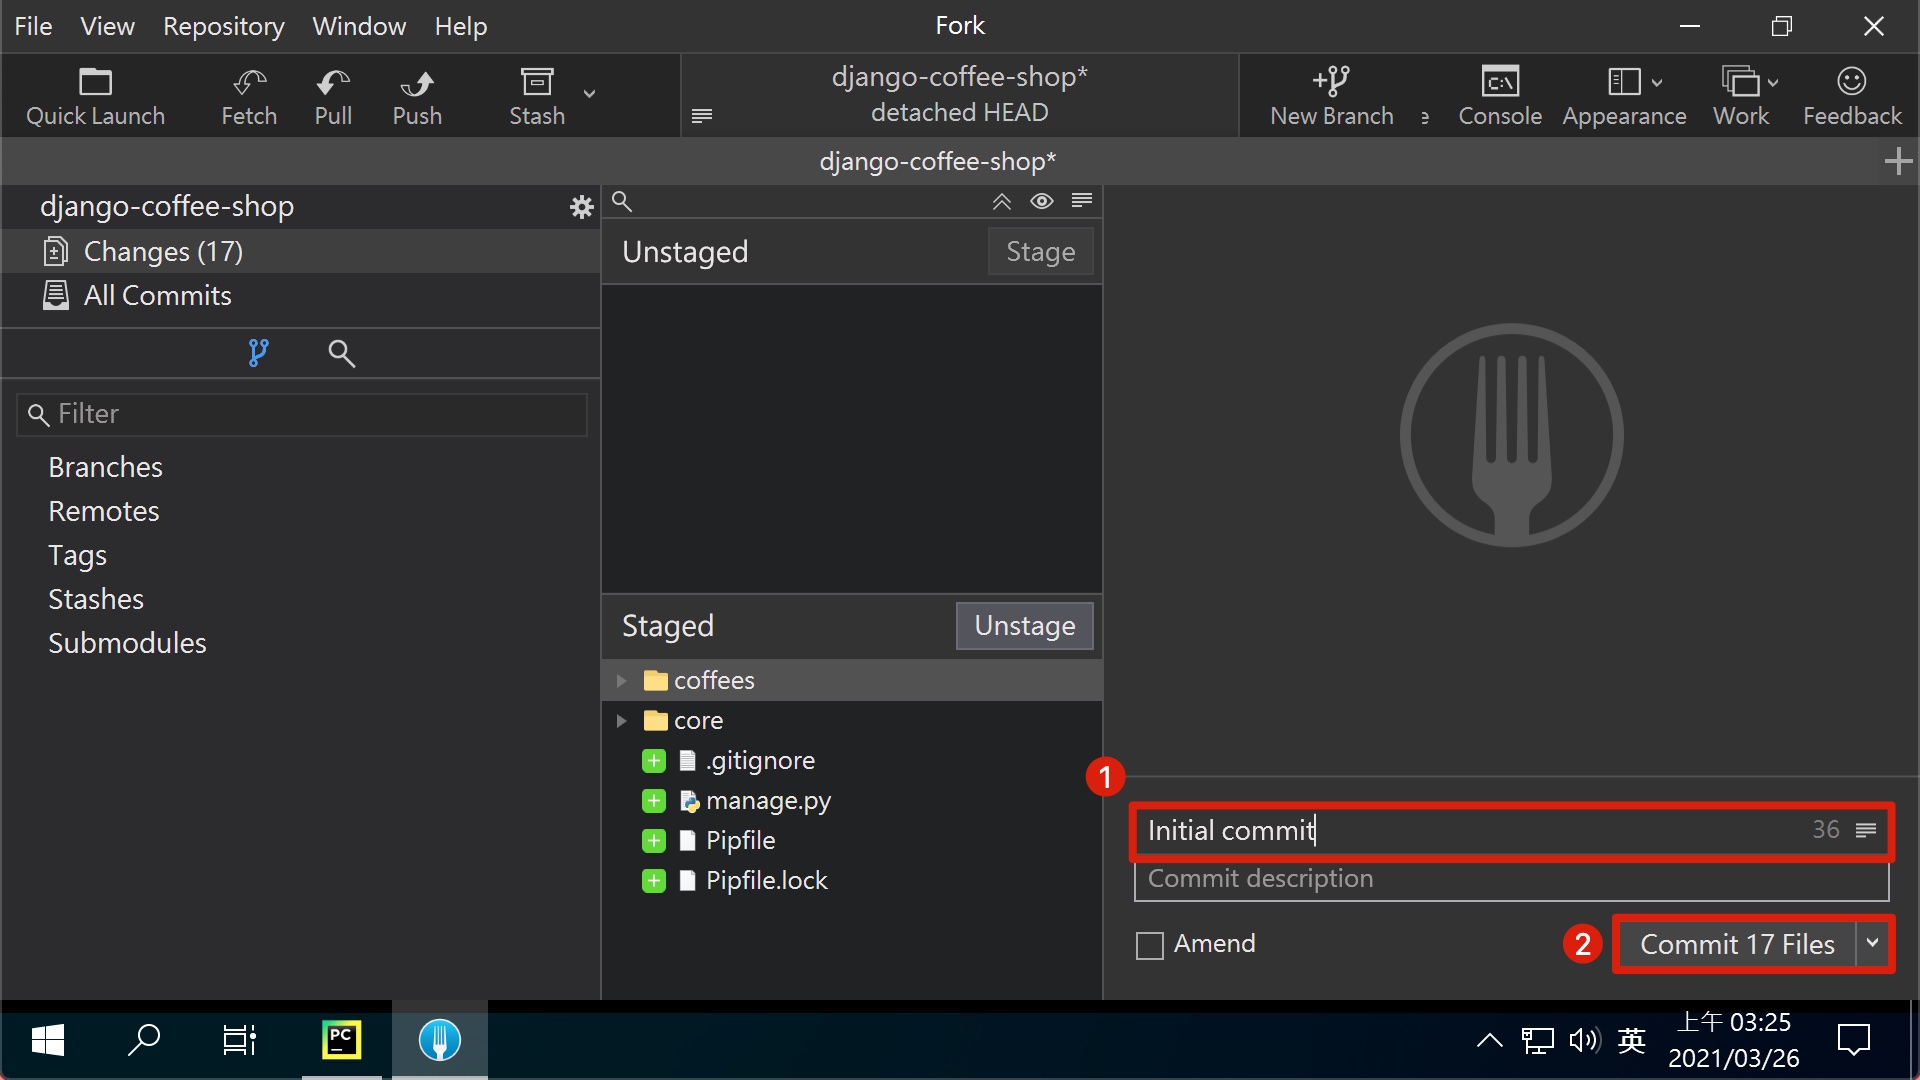 File View Repository Window Help
Fork
Quick Launch
Fetch
Pull
Push
Stash
django-coffee-shop*
detached HEAD
New Branch
e
Console
Appearance
Work
Feedback
django-coffee-shop*
django-coffee-shop
Changes (17)
All Commits
Filter
Branches
Remotes
Tags
Stashes
Submodules
Unstaged
Stage
Staged
Unstage
coffees
core
.gitignore
manage.py
Pipfile
Pipfile.lock
1
Initial commit 36
Commit description
Amend
2
Commit 17 Files
PC
英
上午 03:25
2021/03/26